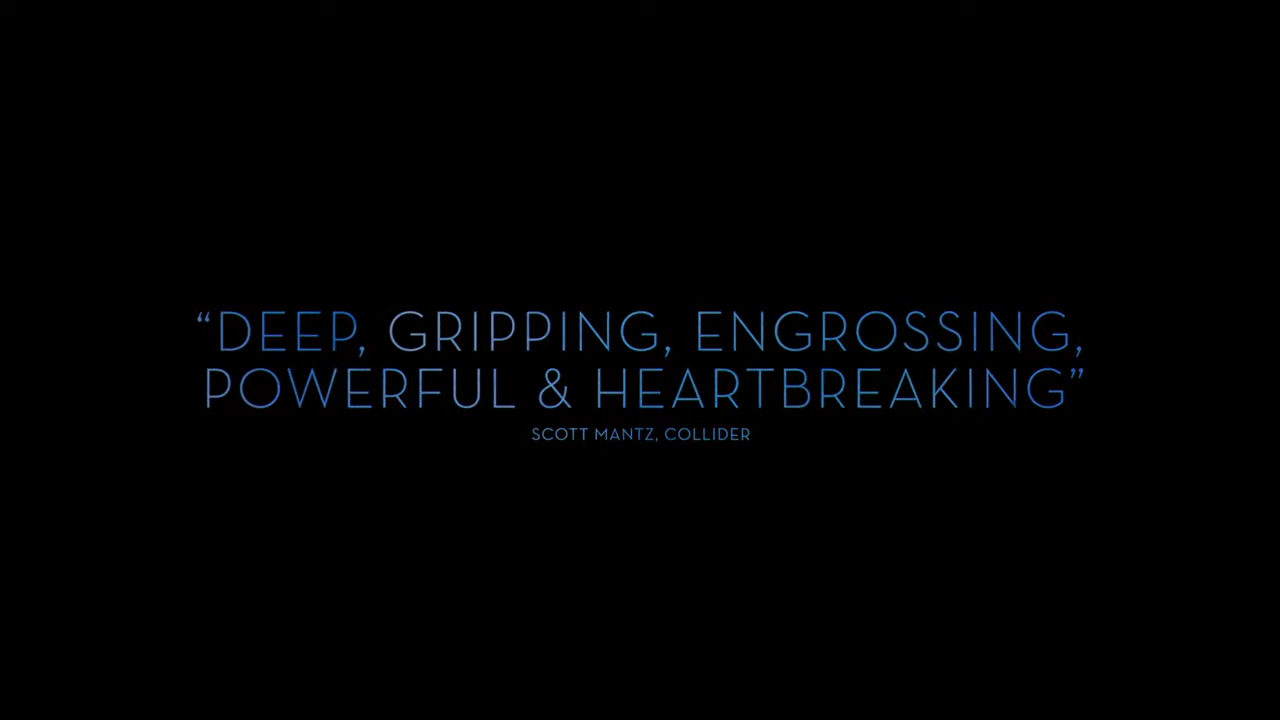 “DEEP, GRIPPING, ENGROSSING,
POWERFUL & HEARTBREAKING”
SCOTT MANTZ, COLLIDER